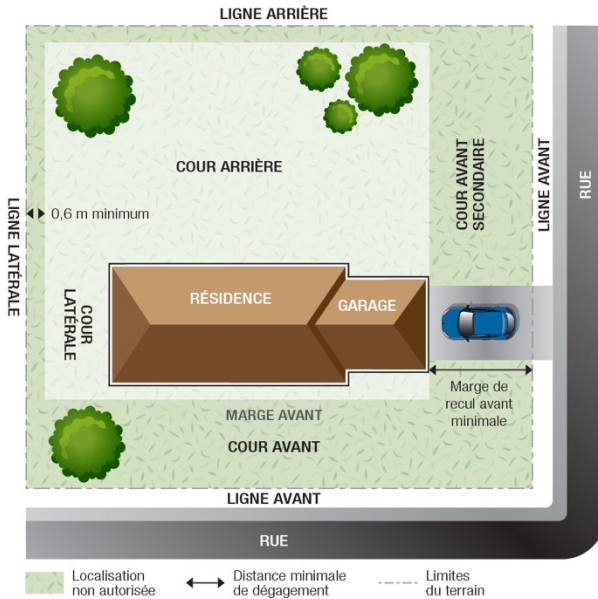 LIGNE ARRIÈRE
COUR ARRIÈRE
COUR AVANT
SECONDAIRE
LIGNE AVANT
RUE
LIGNE LATÉRALE
0,6 m minimum
COUR
LATÉRALE
RÉSIDENCE
GARAGE
Marge de
recul avant
minimale
MARGE AVANT
COUR AVANT
LIGNE AVANT
RUE
Localisation
non autorisée
Distance minimale
de dégagement
Limites
du terrain